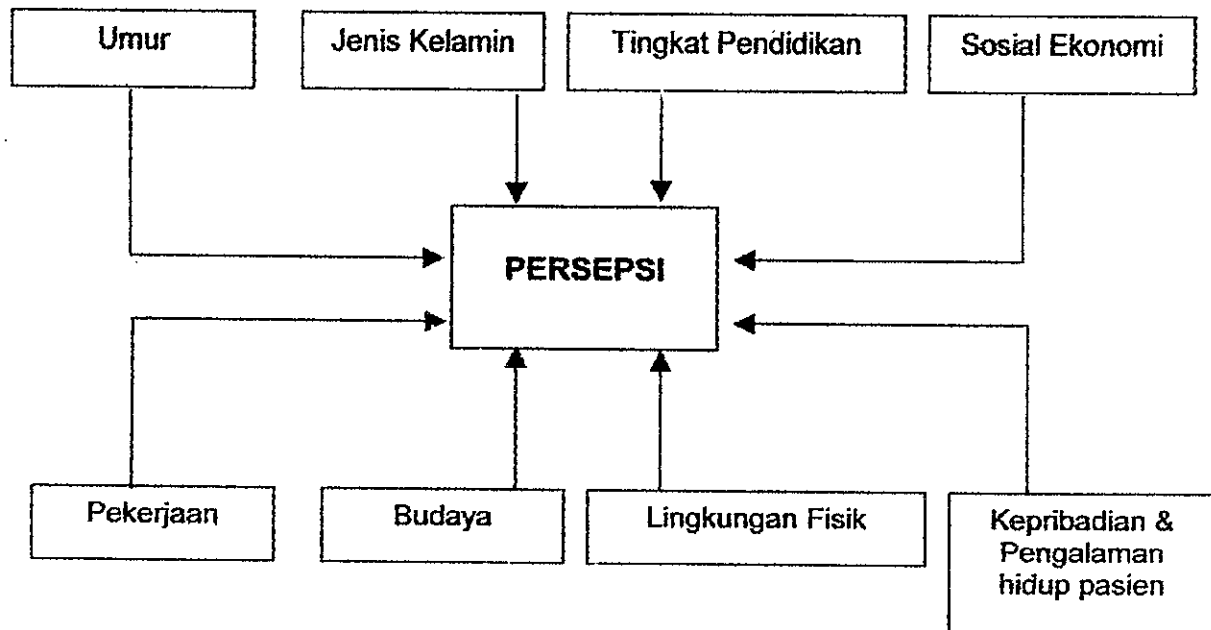 Umur
Jenis Kelamin
Tingkat Pendidikan
Sosial Ekonomi
PERSEPSI
Pekerjaan
Budaya
Lingkungan Fisik
Kepribadian &
Pengalaman
hidup pasien